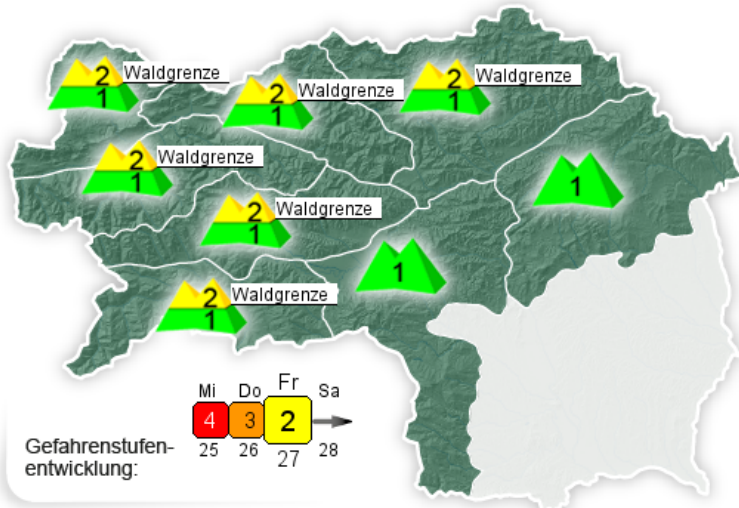 2 Waldgrenze
1
2 Waldgrenze
1
2 Waldgrenze
1
2 Waldgrenze
1
1
2 Waldgrenze
1
1
2 Waldgrenze
1
Mi Do Fr Sa
4 3 2
25 26 27 28
Gefahrenstufen-
entwicklung: